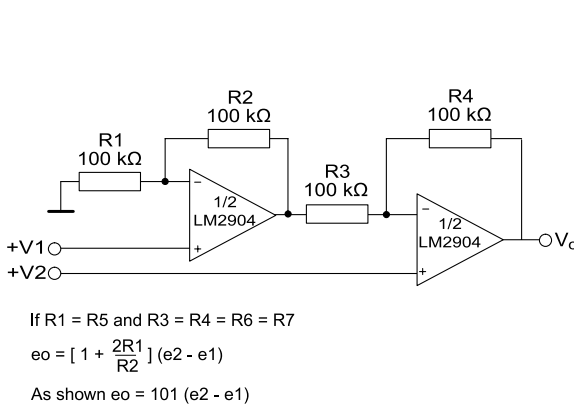 R4
100 kΩ
R2
100 kΩ
R1
100 kΩ
R3
100 kΩ
−
1/2
LM2904
+
−
1/2
LM2904
+
+V1
+V2
V
If R1 = R5 and R3 = R4 = R6 = R7
eo = [ 1 + 2R1/R2 ] (e2 - e1)
As shown eo = 101 (e2 - e1)